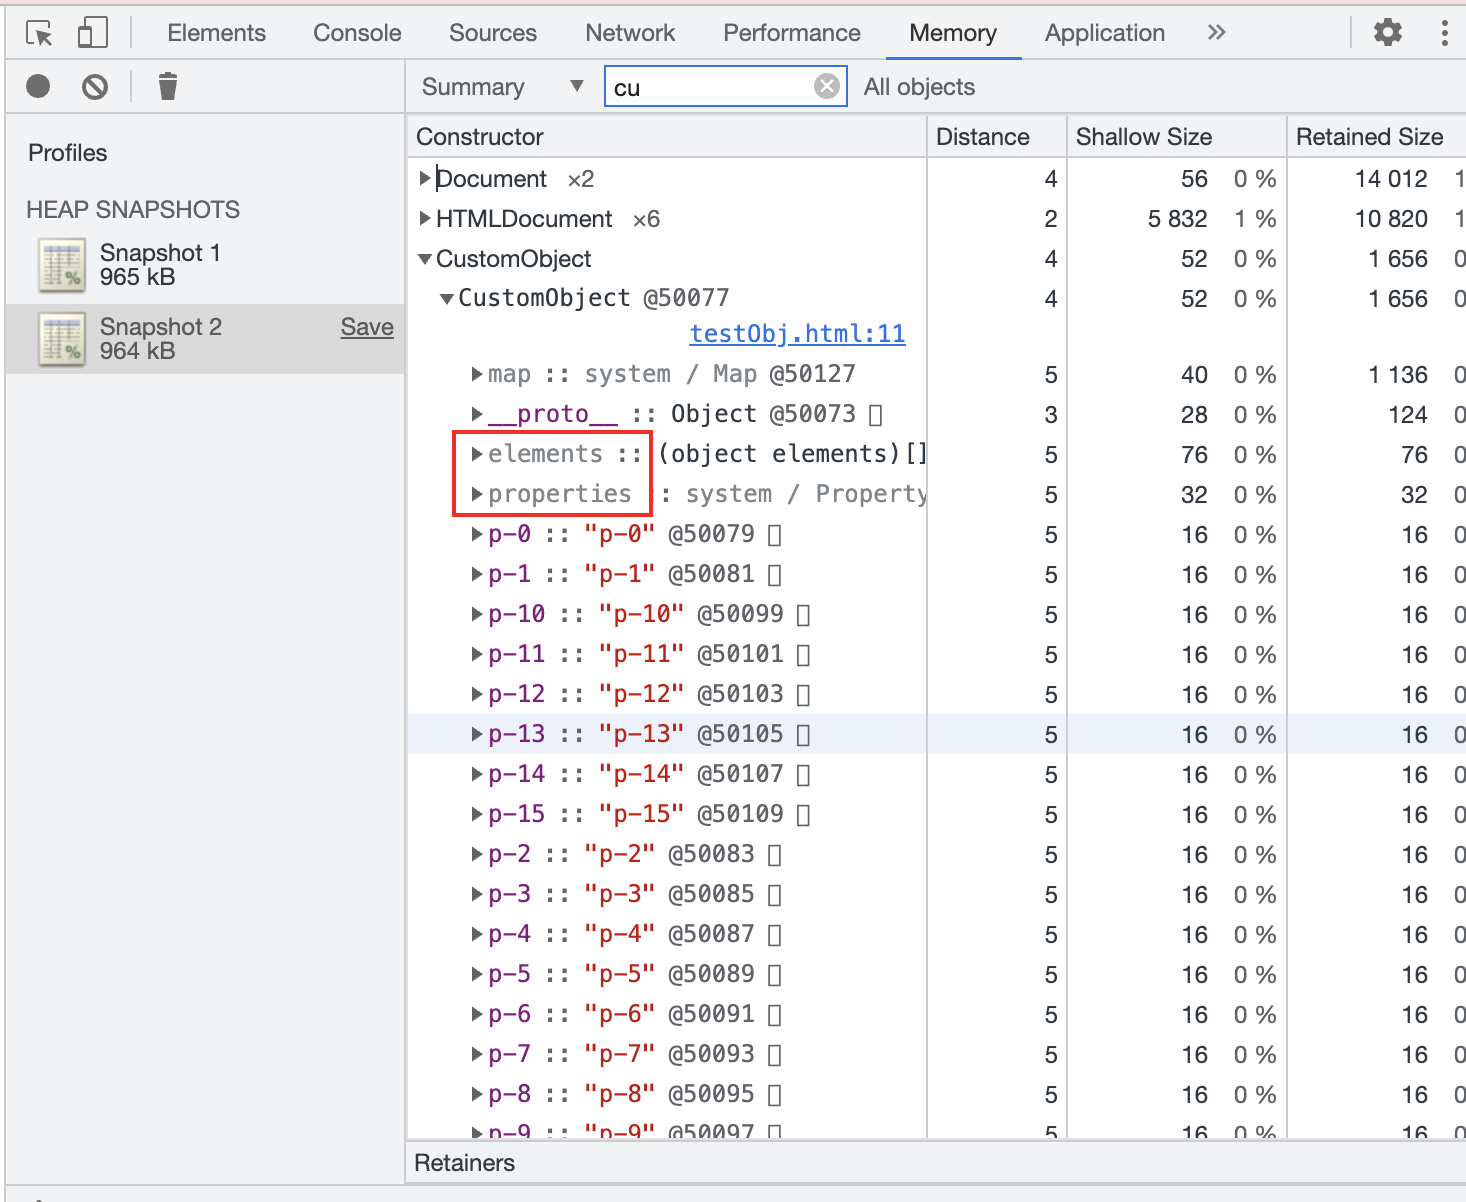 Elements Console Sources Network Performance Memory Application »
Summary ▼ cu All objects
Profiles
HEAP SNAPSHOTS
Snapshot 1
965 kB
Snapshot 2 Save
964 kB
Constructor Distance Shallow Size Retained Size
Document ×2 4 56 0 % 14 012 1
HTMLDocument ×6 2 5 832 1 % 10 820 1
CustomObject 4 52 0 % 1 656 0
CustomObject @50077 4 52 0 % 1 656 0
testObj.html:11
map :: system / Map @50127 5 40 0 % 1 136 0
__proto__ :: Object @50073 3 28 0 % 124 0
elements :: (object elements)[] 5 76 0 % 76 0
properties :: system / Property 5 32 0 % 32 0
p-0 :: "p-0" @50079 5 16 0 % 16 0
p-1 :: "p-1" @50081 5 16 0 % 16 0
p-10 :: "p-10" @50099 5 16 0 % 16 0
p-11 :: "p-11" @50101 5 16 0 % 16 0
p-12 :: "p-12" @50103 5 16 0 % 16 0
p-13 :: "p-13" @50105 5 16 0 % 16 0
p-14 :: "p-14" @50107 5 16 0 % 16 0
p-15 :: "p-15" @50109 5 16 0 % 16 0
p-2 :: "p-2" @50083 5 16 0 % 16 0
p-3 :: "p-3" @50085 5 16 0 % 16 0
p-4 :: "p-4" @50087 5 16 0 % 16 0
p-5 :: "p-5" @50089 5 16 0 % 16 0
p-6 :: "p-6" @50091 5 16 0 % 16 0
p-7 :: "p-7" @50093 5 16 0 % 16 0
p-8 :: "p-8" @50095 5 16 0 % 16 0
p-9 :: "p-9" @50097 5 16 0 % 16 0
Retainers